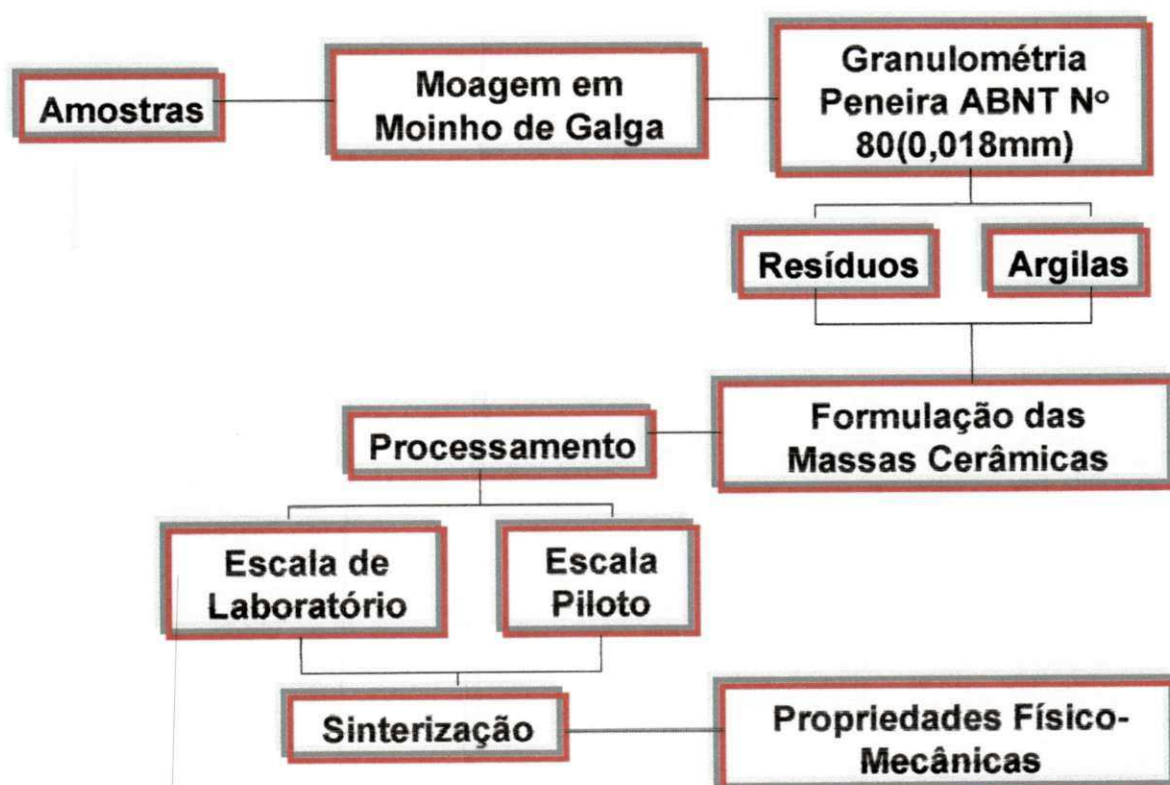 Amostras
Moagem em
Moinho de Galga
Granulométria
Peneira ABNT Nº
80(0,018mm)
Resíduos
Argilas
Formulação das
Massas Cerâmicas
Processamento
Escala de
Laboratório
Escala
Piloto
Sinterização
Propriedades Físico-
Mecânicas